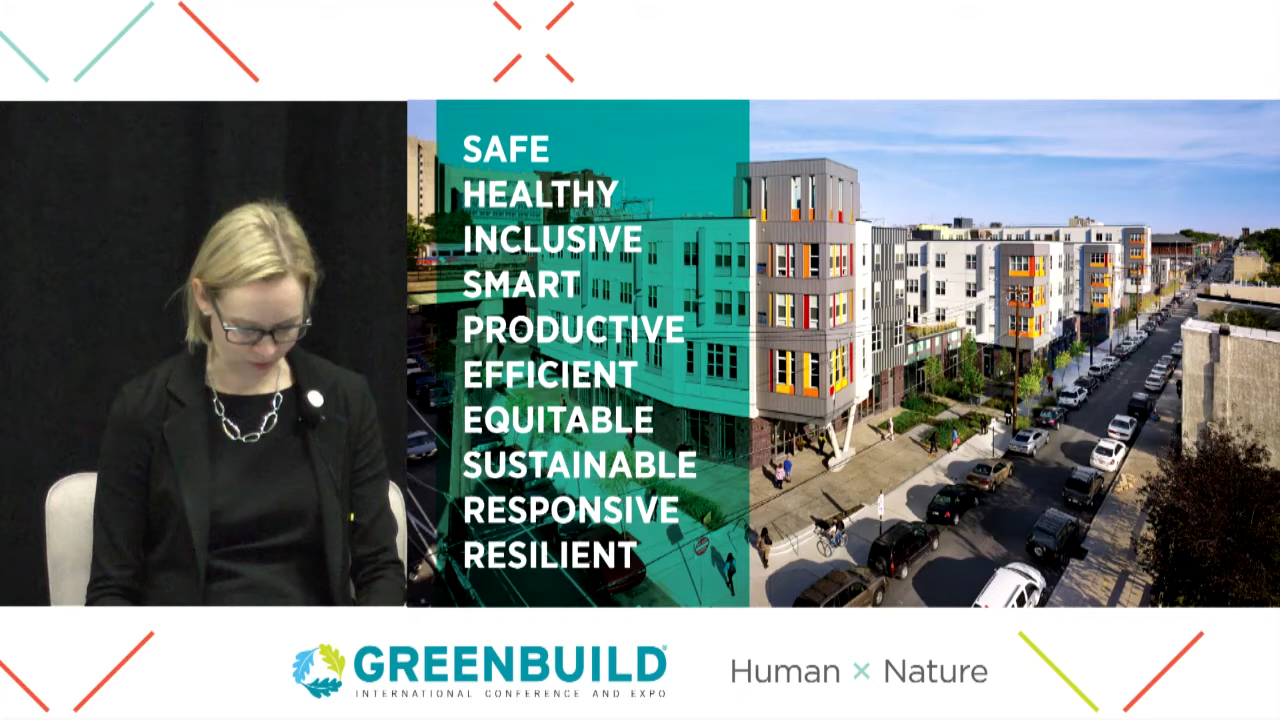 SAFE
HEALTHY
INCLUSIVE
SMART
PRODUCTIVE
EFFICIENT
EQUITABLE
SUSTAINABLE
RESPONSIVE
RESILIENT
GREENBUILD®
INTERNATIONAL CONFERENCE AND EXPO
Human × Nature